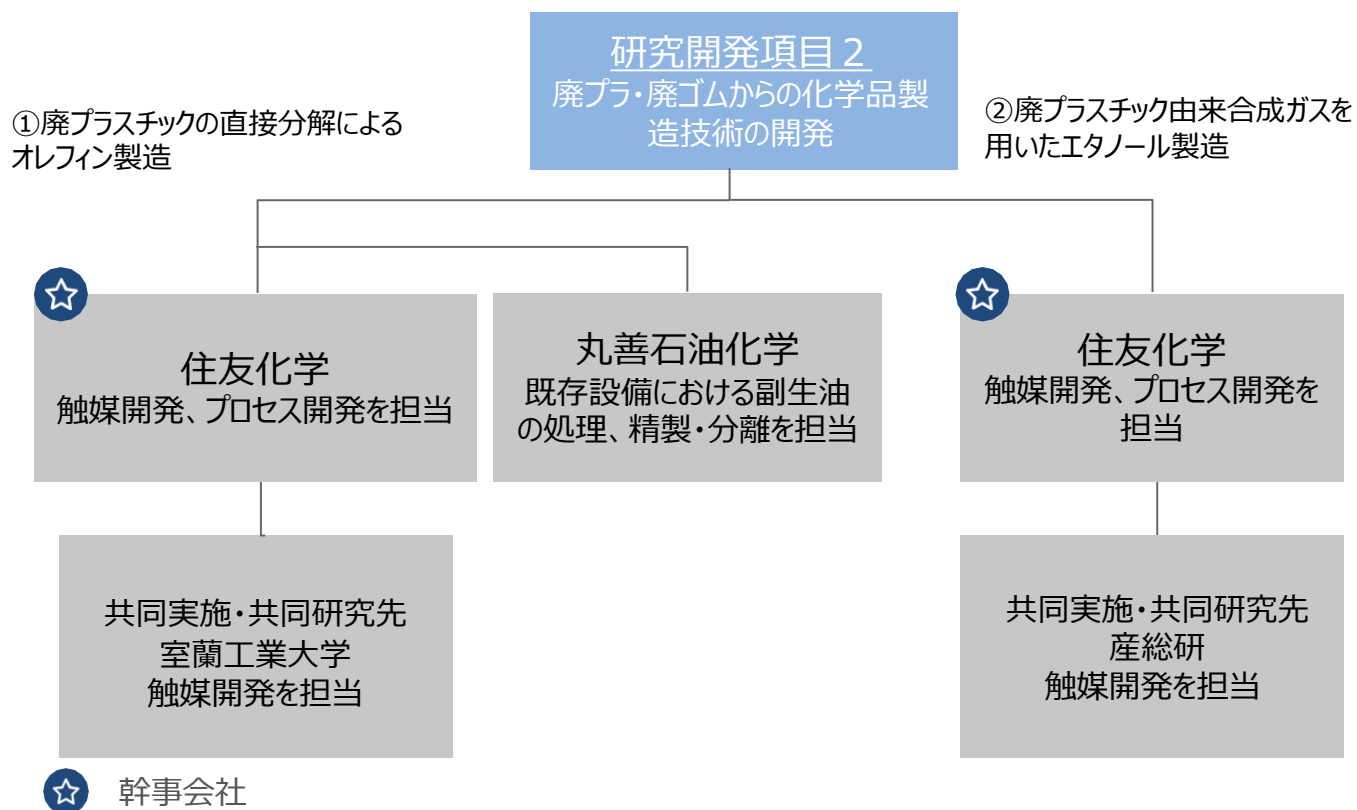 研究開発項目２
廃プラ・廃ゴムからの化学品製
造技術の開発
①廃プラスチックの直接分解による
オレフィン製造
②廃プラスチック由来合成ガスを
用いたエタノール製造
住友化学
触媒開発、プロセス開発を担当
丸善石油化学
既存設備における副生油
の処理、精製・分離を担当
住友化学
触媒開発、プロセス開発を
担当
共同実施・共同研究先
室蘭工業大学
触媒開発を担当
共同実施・共同研究先
産総研
触媒開発を担当
幹事会社